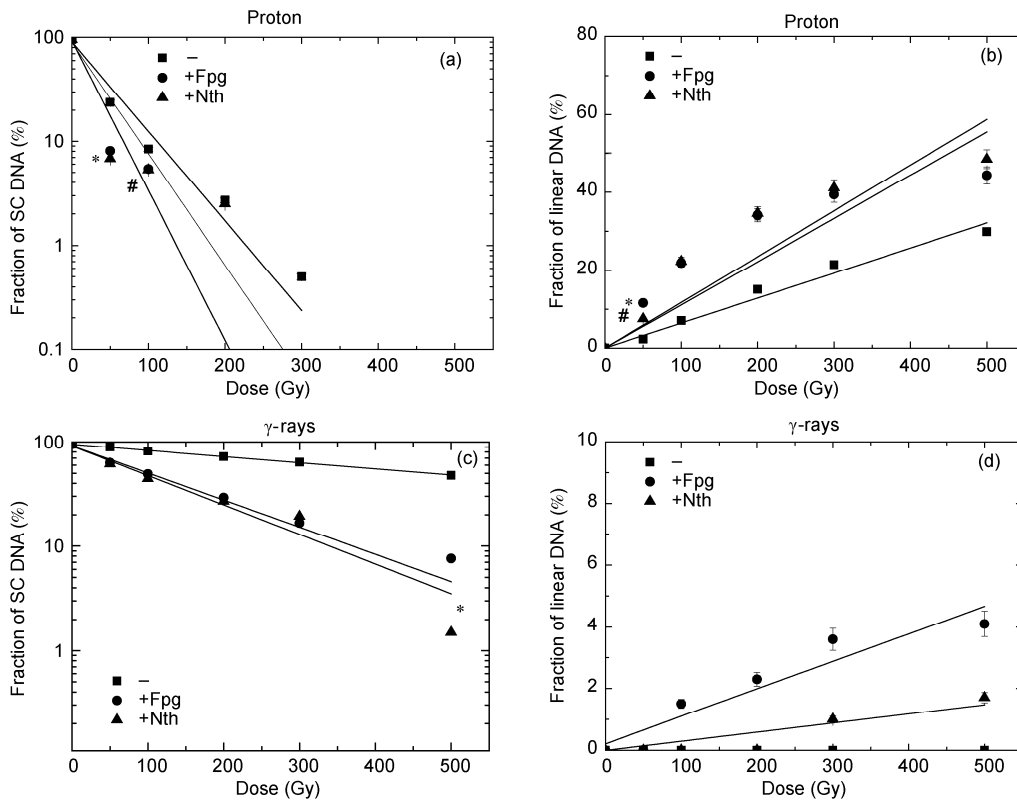 Proton
(a)
–
+Fpg
+Nth
100
10
1
0.1
*
#
0 100 200 300 400 500
Dose (Gy)
Fraction of SC DNA (%)
Proton
(b)
–
+Fpg
+Nth
80
60
40
20
0
*
#
0 100 200 300 400 500
Dose (Gy)
Fraction of linear DNA (%)
γ-rays
(c)
100
10
1
*
–
+Fpg
+Nth
0 100 200 300 400 500
Dose (Gy)
Fraction of SC DNA (%)
γ-rays
(d)
–
+Fpg
+Nth
10
8
6
4
2
0
0 100 200 300 400 500
Dose (Gy)
Fraction of linear DNA (%)